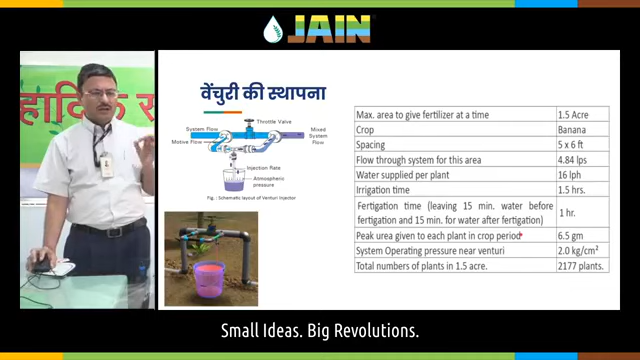 JAIN
हार्दिक स
वेंचुरी की स्थापना
Throttle Valve
System Flow
Motive Flow
Mixed
System
Flow
Injection Rate
Atmospheric
pressure
Fig. : Schematic layout of Venturi Injector
Max. area to give fertilizer at a time 1.5 Acre
Crop Banana
Spacing 5 x 6 ft
Flow through system for this area 4.84 lps
Water supplied per plant 16 lph
Irrigation time 1.5 hrs.
Fertigation time (leaving 15 min. water before
fertigation and 15 min. for water after fertigation) 1 hr.
Peak urea given to each plant in crop period 6.5 gm
System Operating pressure near venturi 2.0 kg/cm²
Total numbers of plants in 1.5 acre. 2177 plants.
Small Ideas. Big Revolutions.